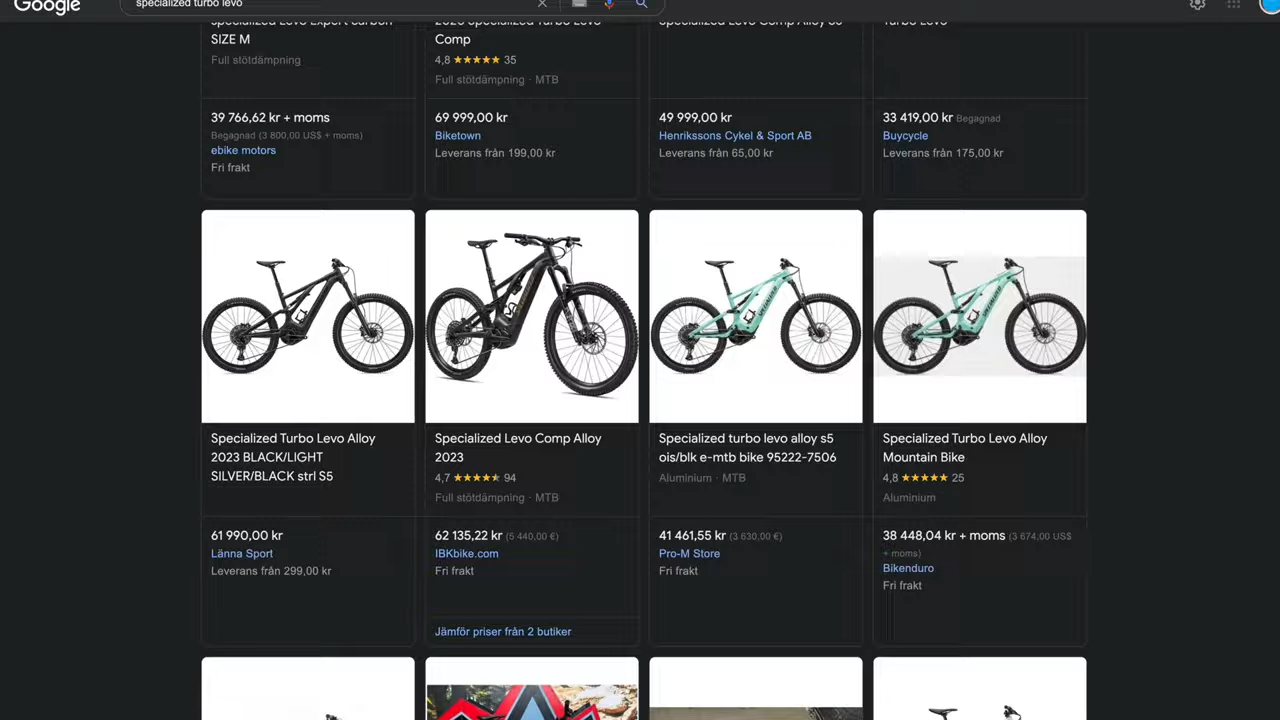 Google
specialized turbo levo
Specialized Levo Expert Carbon
SIZE M
Full stötdämpning
39 766,62 kr + moms
Begagnad (3 800,00 US$ + moms)
ebike motors
Fri frakt
Comp
4,8 35
Full stötdämpning · MTB
69 999,00 kr
Biketown
Leverans från 199,00 kr
Specialized Levo Comp Alloy
49 999,00 kr
Henrikssons Cykel & Sport AB
Leverans från 65,00 kr
Turbo Levo
33 419,00 kr Begagnad
Buycycle
Leverans från 175,00 kr
Specialized Turbo Levo Alloy
2023 BLACK/LIGHT
SILVER/BLACK strl S5
61 990,00 kr
Länna Sport
Leverans från 299,00 kr
Specialized Levo Comp Alloy
2023
4,7 94
Full stötdämpning · MTB
62 135,22 kr (5 440,00 €)
IBKbike.com
Fri frakt
Jämför priser från 2 butiker
Specialized turbo levo alloy s5
ois/blk e-mtb bike 95222-7506
Aluminium · MTB
41 461,55 kr (3 630,00 €)
Pro-M Store
Fri frakt
Specialized Turbo Levo Alloy
Mountain Bike
4,8 25
Aluminium
38 448,04 kr + moms (3 674,00 US$
+ moms)
Bikenduro
Fri frakt